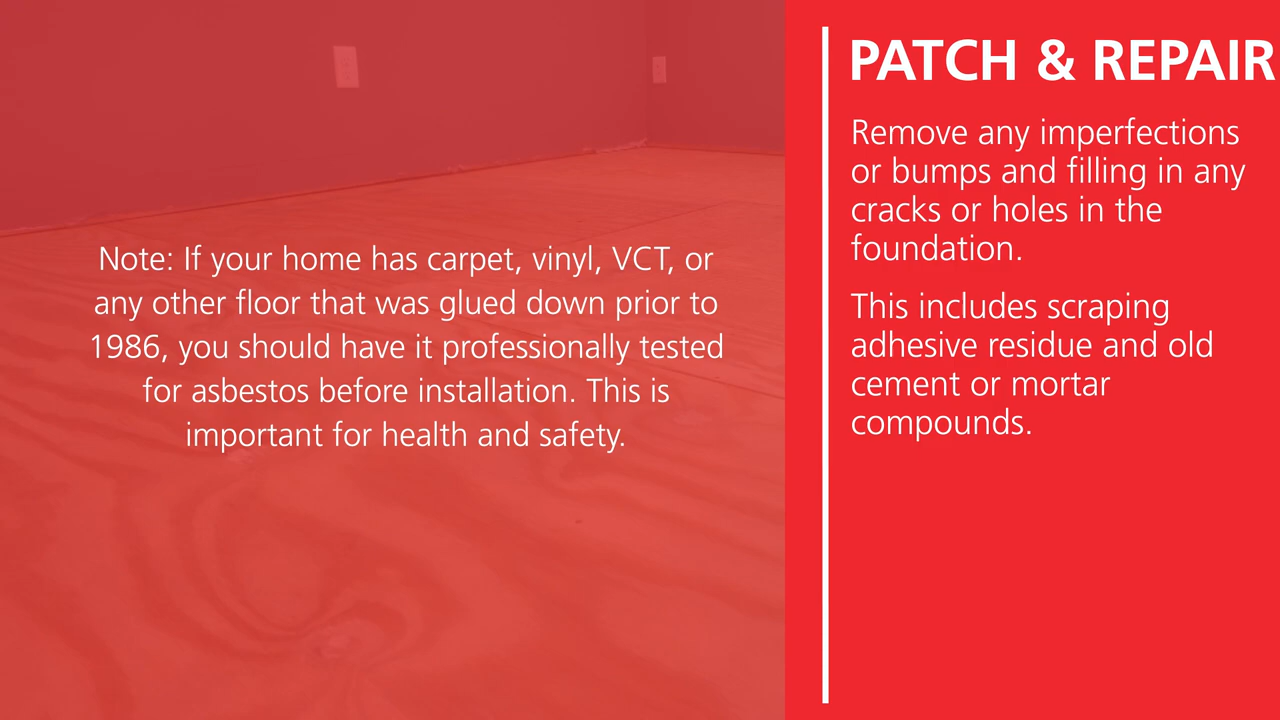 Note: If your home has carpet, vinyl, VCT, or
any other floor that was glued down prior to
1986, you should have it professionally tested
for asbestos before installation. This is
important for health and safety.
PATCH & REPAIR
Remove any imperfections
or bumps and filling in any
cracks or holes in the
foundation.
This includes scraping
adhesive residue and old
cement or mortar
compounds.